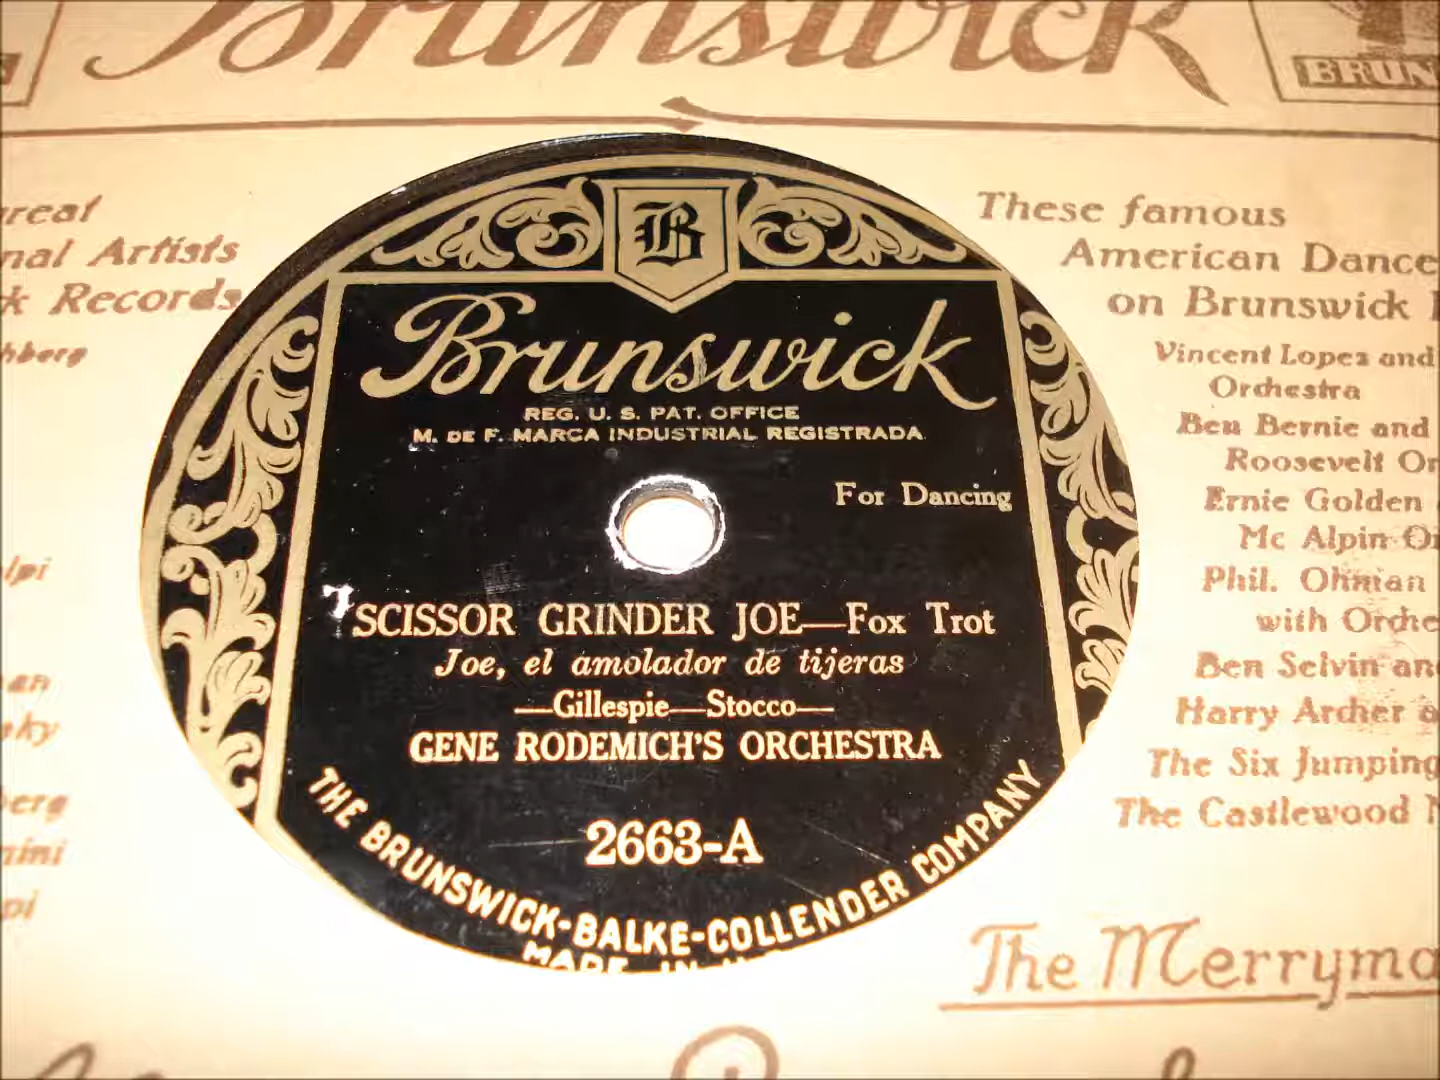 Brunswick
Artists
Records
B
Brunswick
REG. U. S. PAT. OFFICE
M. DE F. MARCA INDUSTRIAL REGISTRADA
For Dancing
SCISSOR GRINDER JOE—Fox Trot
Joe, el amolador de tijeras
—Gillespie—Stocco—
GENE RODEMICH'S ORCHESTRA
2663-A
THE BRUNSWICK-BALKE-COLLENDER COMPANY
MADE IN
These famous
American Dance
on Brunswick
Vincent Lopez and
Orchestra
Ben Bernie and
Roosevelt
Ernie Golden
Mc Alpin
Phil. Ohman
with
Ben Selvin
Harry Archer
The Six Jumping
The Castlewood
The